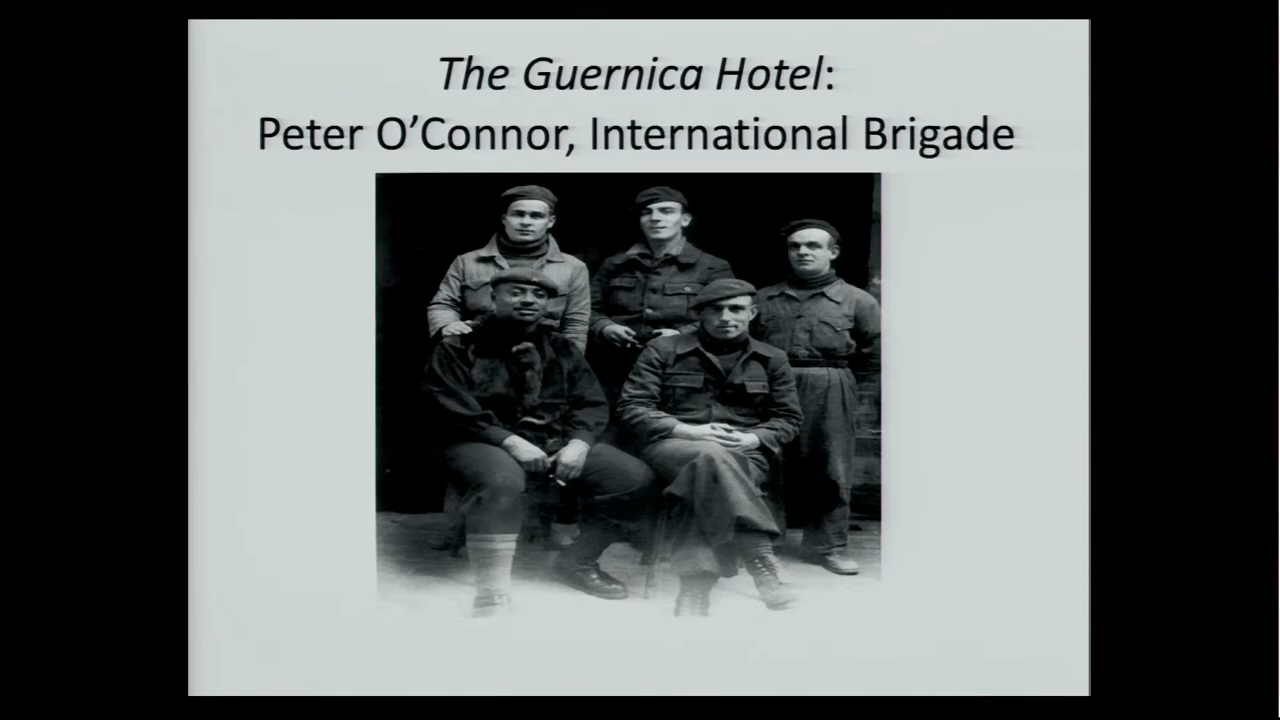 The Guernica Hotel:
Peter O’Connor, International Brigade